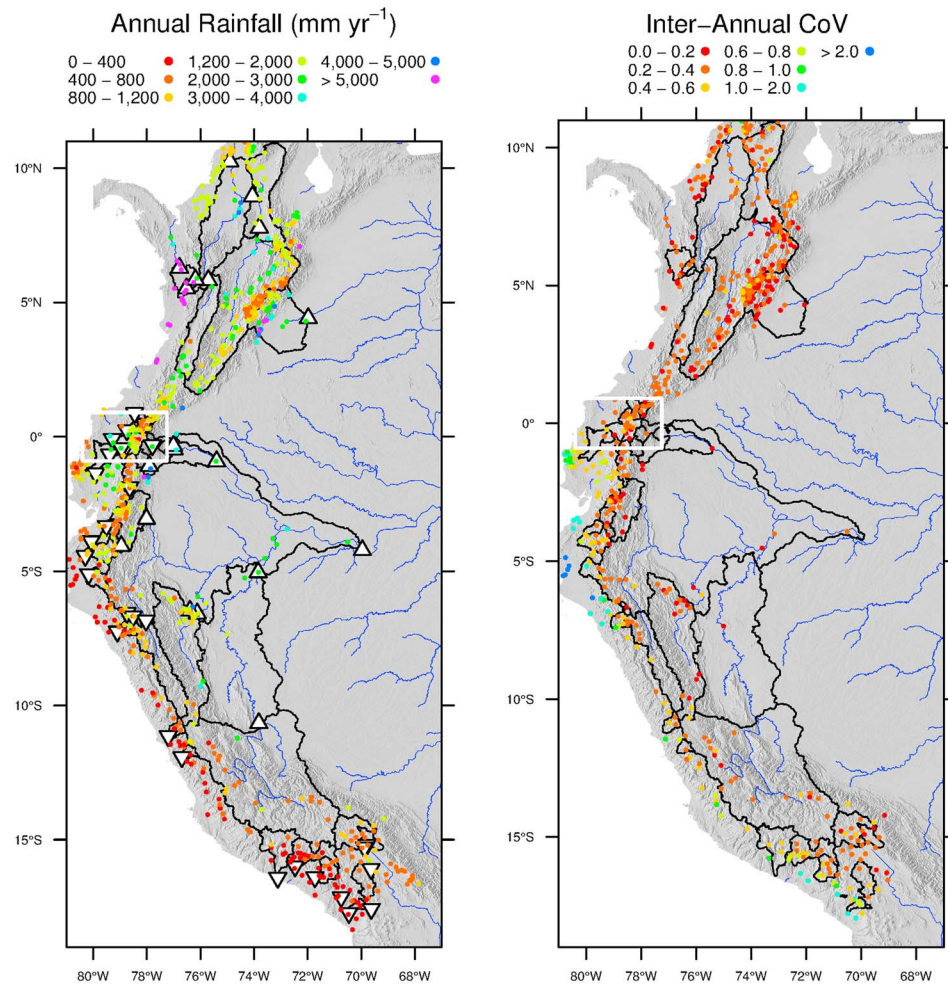 Annual Rainfall (mm yr⁻¹)
0 − 400 1,200 − 2,000 4,000 − 5,000
400 − 800 2,000 − 3,000 > 5,000
800 − 1,200 3,000 − 4,000
10°N
5°N
0°
5°S
10°S
15°S
80°W 78°W 76°W 74°W 72°W 70°W 68°W
Inter−Annual CoV
0.0 − 0.2 0.6 − 0.8 > 2.0
0.2 − 0.4 0.8 − 1.0
0.4 − 0.6 1.0 − 2.0
10°N
5°N
0°
5°S
10°S
15°S
80°W 78°W 76°W 74°W 72°W 70°W 68°W